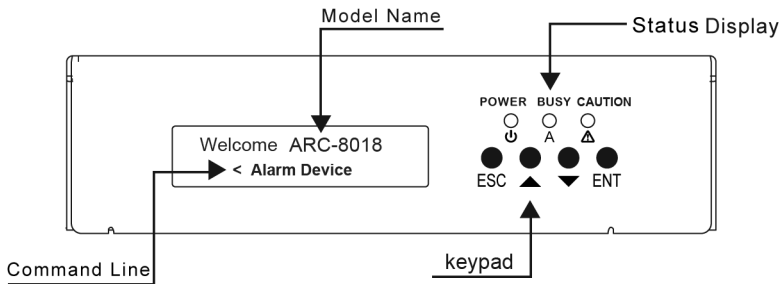 Model Name
Status Display
POWER BUSY CAUTION
A
Welcome ARC-8018
< Alarm Device
ESC ENT
Command Line
keypad